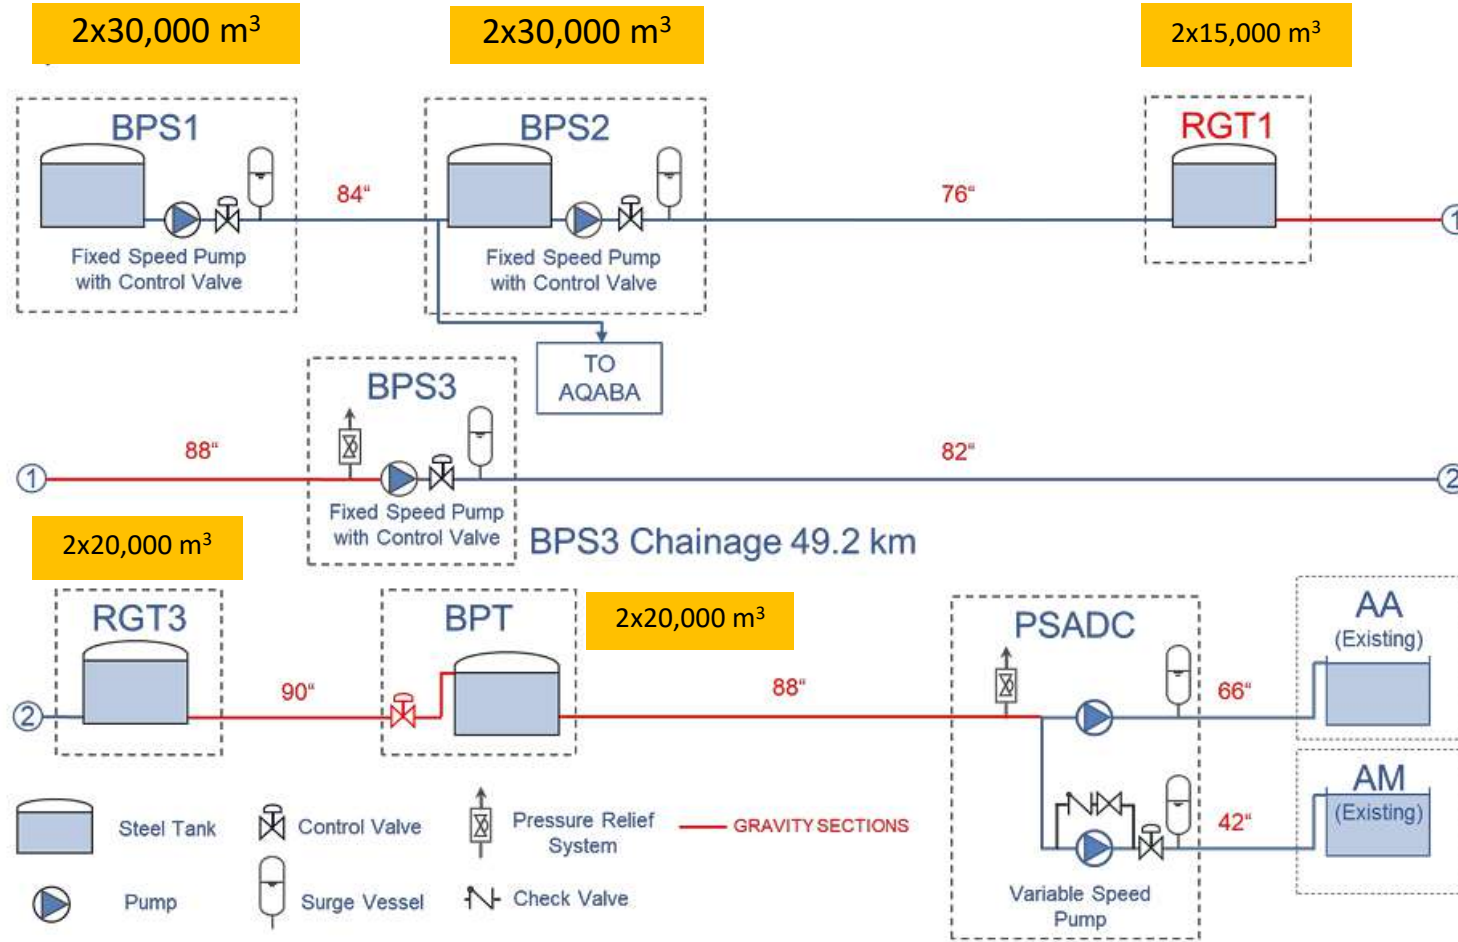 2x30,000 m³
2x30,000 m³
2x15,000 m³
BPS1
BPS2
RGT1
84“
76“
1
Fixed Speed Pump
with Control Valve
Fixed Speed Pump
with Control Valve
TO
AQABA
BPS3
88“
82“
1
2
Fixed Speed Pump
with Control Valve
BPS3 Chainage 49.2 km
2x20,000 m³
RGT3
BPT
2x20,000 m³
PSADC
AA
(Existing)
90“
88“
66“
2
AM
(Existing)
42“
Steel Tank
Control Valve
Pressure Relief
System
GRAVITY SECTIONS
Pump
Surge Vessel
Check Valve
Variable Speed
Pump